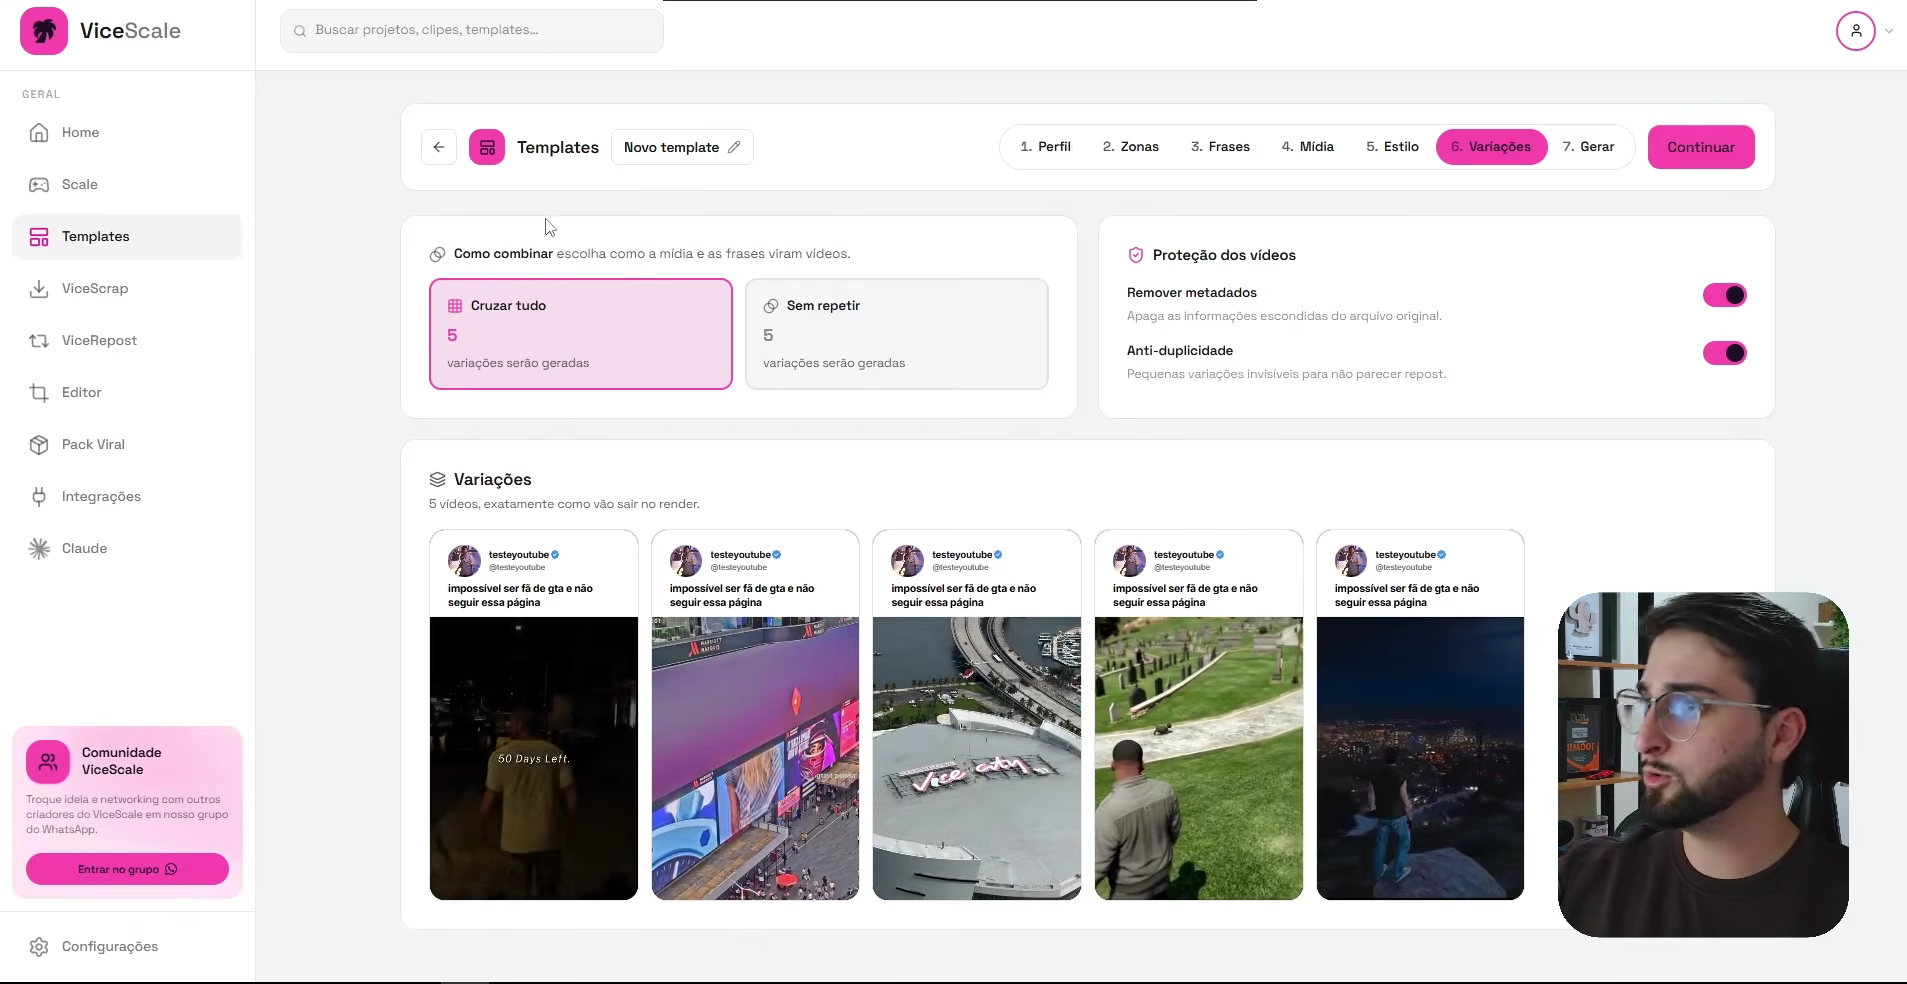 ViceScale
Buscar projetos, clipes, templates...
GERAL
Home
Scale
Templates
ViceScrap
ViceRepost
Editor
Pack Viral
Integrações
Claude
Comunidade
ViceScale
Troque ideia e networking com outros
criadores do ViceScale em nosso grupo
do WhatsApp.
Entrar no grupo
Configurações
Templates
Novo template
1. Perfil
2. Zonas
3. Frases
4. Mídia
5. Estilo
6. Variações
7. Gerar
Continuar
Como combinar escolha como a mídia e as frases viram vídeos.
Cruzar tudo
5
variações serão geradas
Sem repetir
5
variações serão geradas
Proteção dos vídeos
Remover metadados
Apaga as informações escondidas do arquivo original.
Anti-duplicidade
Pequenas variações invisíveis para não parecer repost.
Variações
5 vídeos, exatamente como vão sair no render.
testeyoutube
@testeyoutube
impossível ser fã de gta e não
seguir essa página
50 Days Left.
testeyoutube
@testeyoutube
impossível ser fã de gta e não
seguir essa página
MARRIOTT
MARQUIS
testeyoutube
@testeyoutube
impossível ser fã de gta e não
seguir essa página
Vice City
testeyoutube
@testeyoutube
impossível ser fã de gta e não
seguir essa página
testeyoutube
@testeyoutube
impossível ser fã de gta e não
seguir essa página